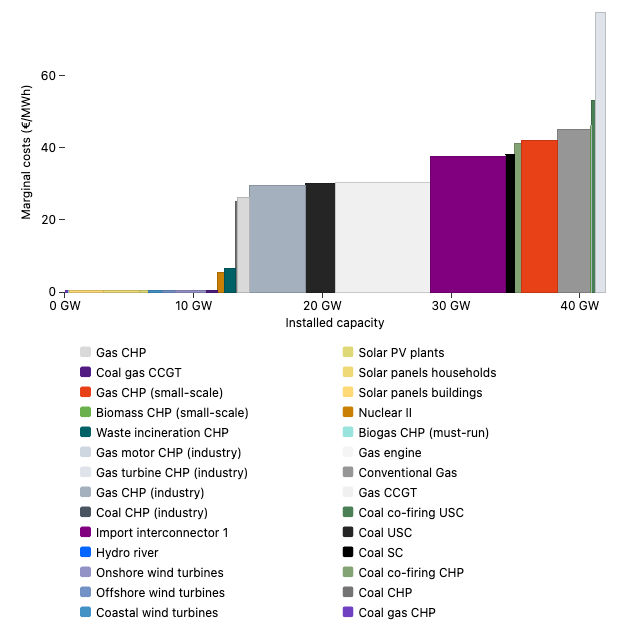 Marginal costs (€/MWh)
60
40
20
0
0 GW
10 GW
20 GW
30 GW
40 GW
Installed capacity
Gas CHP
Coal gas CCGT
Gas CHP (small-scale)
Biomass CHP (small-scale)
Waste incineration CHP
Gas motor CHP (industry)
Gas turbine CHP (industry)
Gas CHP (industry)
Coal CHP (industry)
Import interconnector 1
Hydro river
Onshore wind turbines
Offshore wind turbines
Coastal wind turbines
Solar PV plants
Solar panels households
Solar panels buildings
Nuclear II
Biogas CHP (must-run)
Gas engine
Conventional Gas
Gas CCGT
Coal co-firing USC
Coal USC
Coal SC
Coal co-firing CHP
Coal CHP
Coal gas CHP